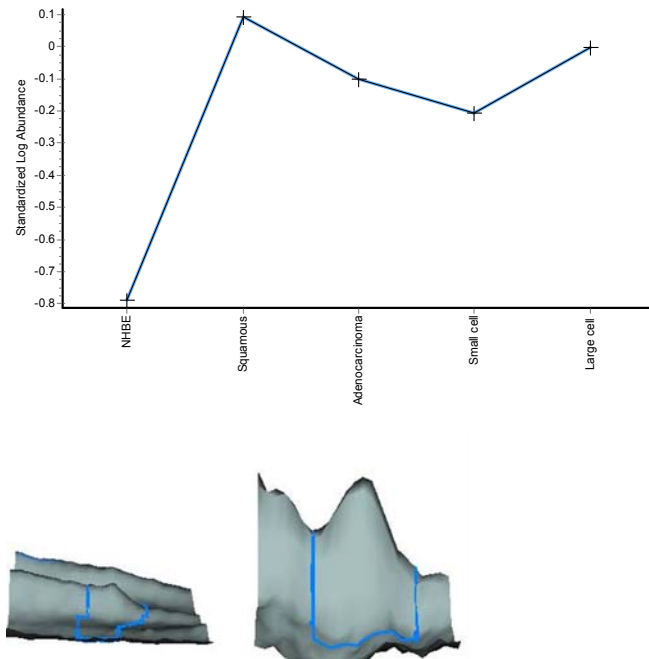 0.1
0
-0.1
-0.2
-0.3
-0.4
-0.5
-0.6
-0.7
-0.8
Standardized Log Abundance
NHBE
Squamous
Adenocarcinoma
Small cell
Large cell